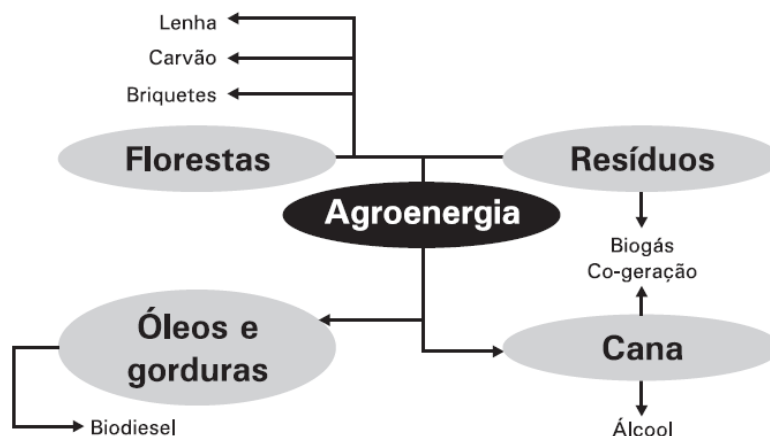 Lenha
Carvão
Briquetes
Florestas
Resíduos
Agroenergia
Biogás
Co-geração
Óleos e
gorduras
Cana
Biodiesel
Álcool